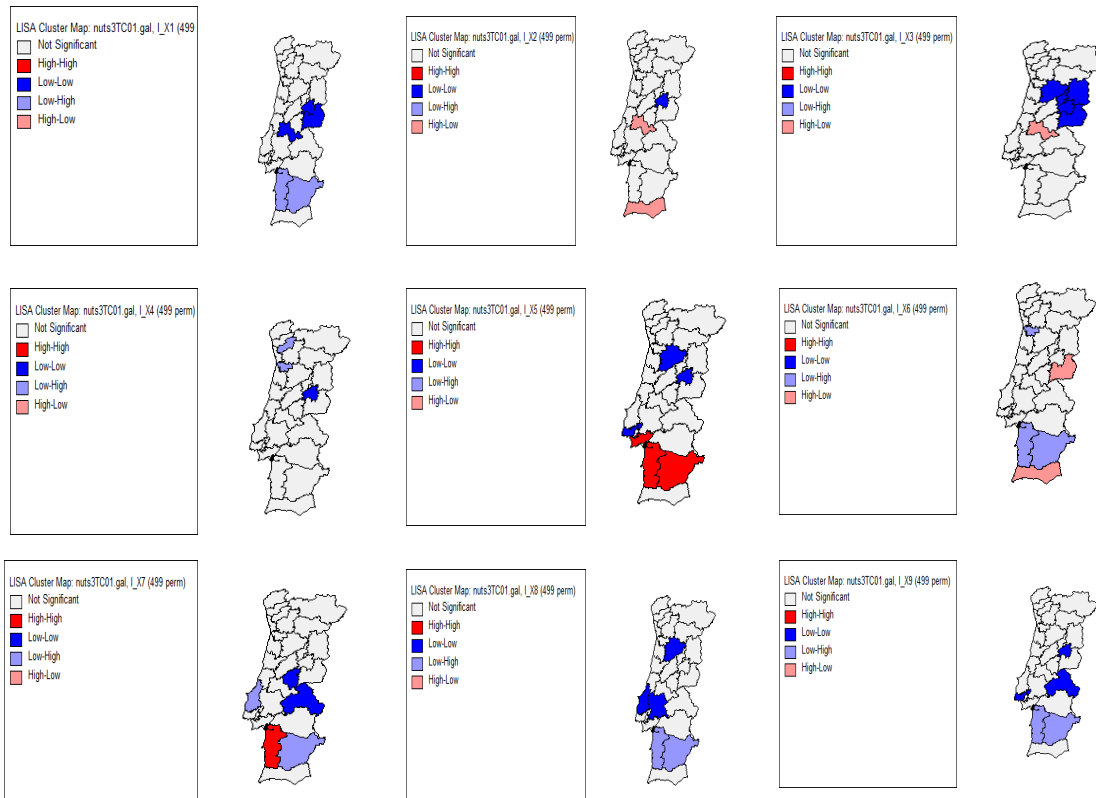 LISA Cluster Map: nuts3TC01.gal, I_X1 (499
Not Significant
High-High
Low-Low
Low-High
High-Low
LISA Cluster Map: nuts3TC01.gal, I_X2 (499 perm)
Not Significant
High-High
Low-Low
Low-High
High-Low
LISA Cluster Map: nuts3TC01.gal, I_X3 (499 perm)
Not Significant
High-High
Low-Low
Low-High
High-Low
LISA Cluster Map: nuts3TC01.gal, I_X4 (499 perm)
Not Significant
High-High
Low-Low
Low-High
High-Low
LISA Cluster Map: nuts3TC01.gal, I_X5 (499 perm)
Not Significant
High-High
Low-Low
Low-High
High-Low
LISA Cluster Map: nuts3TC01.gal, I_X6 (499 perm)
Not Significant
High-High
Low-Low
Low-High
High-Low
LISA Cluster Map: nuts3TC01.gal, I_X7 (499 perm)
Not Significant
High-High
Low-Low
Low-High
High-Low
LISA Cluster Map: nuts3TC01.gal, I_X8 (499 perm)
Not Significant
High-High
Low-Low
Low-High
High-Low
LISA Cluster Map: nuts3TC01.gal, I_X9 (499 perm)
Not Significant
High-High
Low-Low
Low-High
High-Low